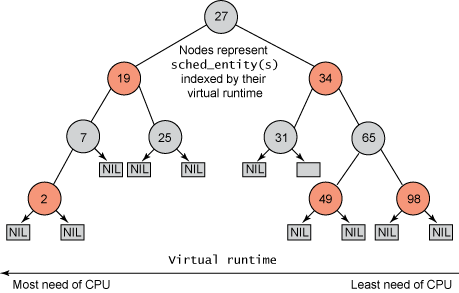 27
Nodes represent
sched_entity(s)
indexed by their
virtual runtime
19
34
7
25
31
65
NIL
NIL
NIL
NIL
2
49
98
NIL
NIL
NIL
NIL
NIL
NIL
Virtual runtime
Most need of CPU
Least need of CPU